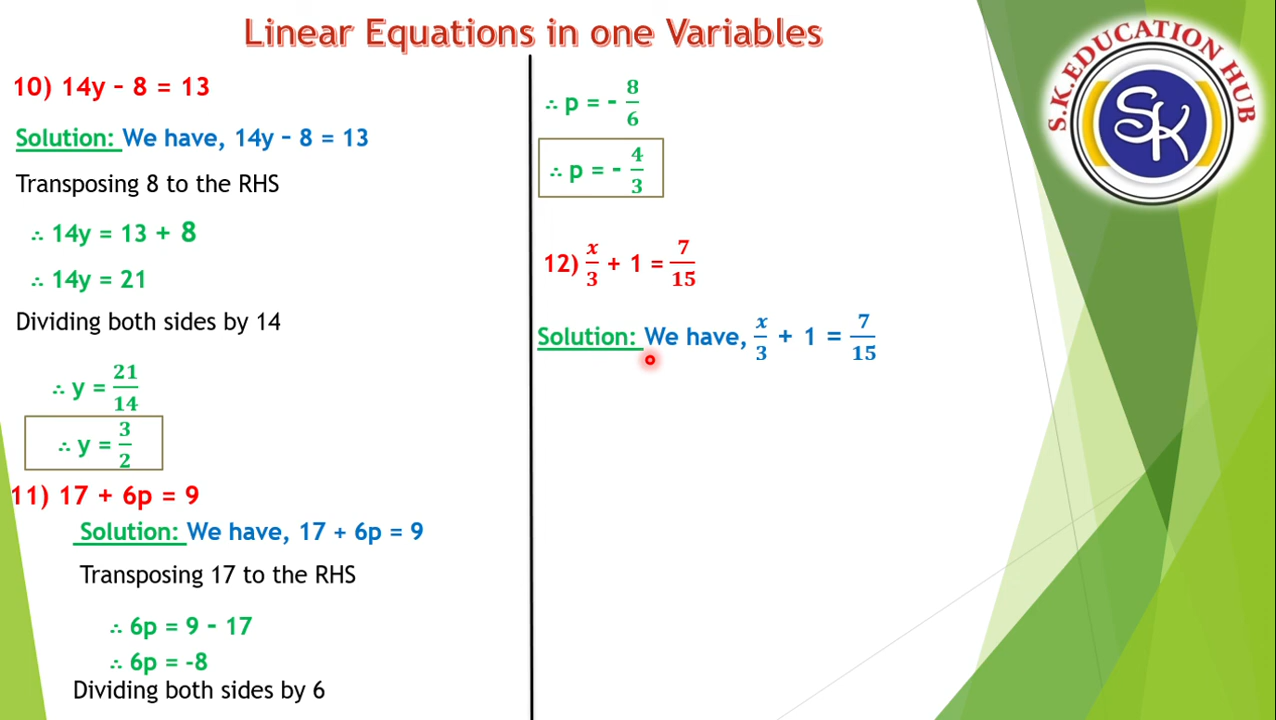 Linear Equations in one Variables
10) 14y – 8 = 13
Solution: We have, 14y – 8 = 13
Transposing 8 to the RHS
∴ 14y = 13 + 8
∴ 14y = 21
Dividing both sides by 14
∴ y = 21/14
∴ y = 3/2
11) 17 + 6p = 9
Solution: We have, 17 + 6p = 9
Transposing 17 to the RHS
∴ 6p = 9 – 17
∴ 6p = -8
Dividing both sides by 6
∴ p = - 8/6
∴ p = - 4/3
12) x/3 + 1 = 7/15
Solution: We have, x/3 + 1 = 7/15
S.K.EDUCATION HUB
SK